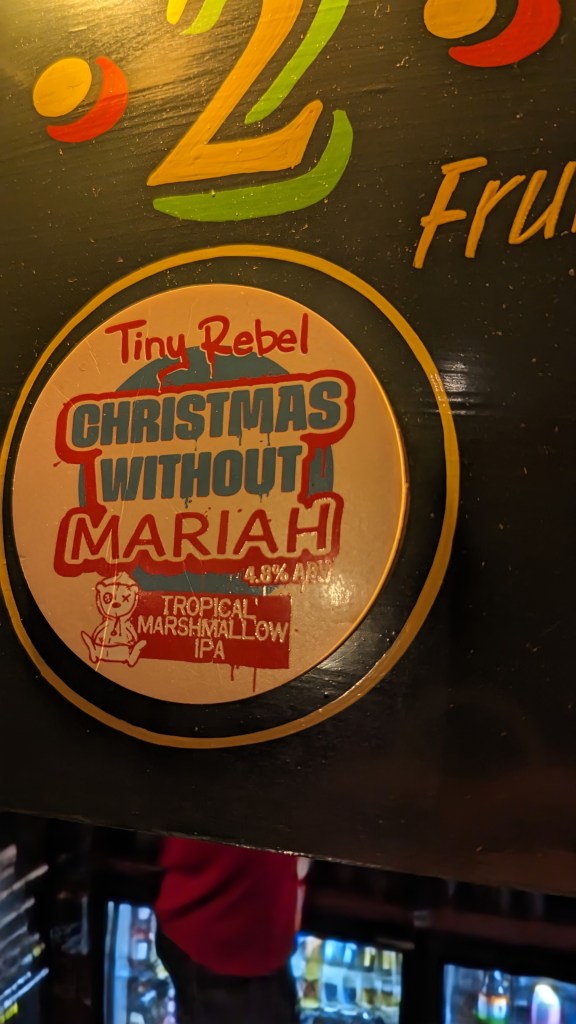 2
Fru
Tiny Rebel
CHRISTMAS
WITHOUT
MARIAH
4.8% ABV
TROPICAL
MARSHMALLOW
IPA